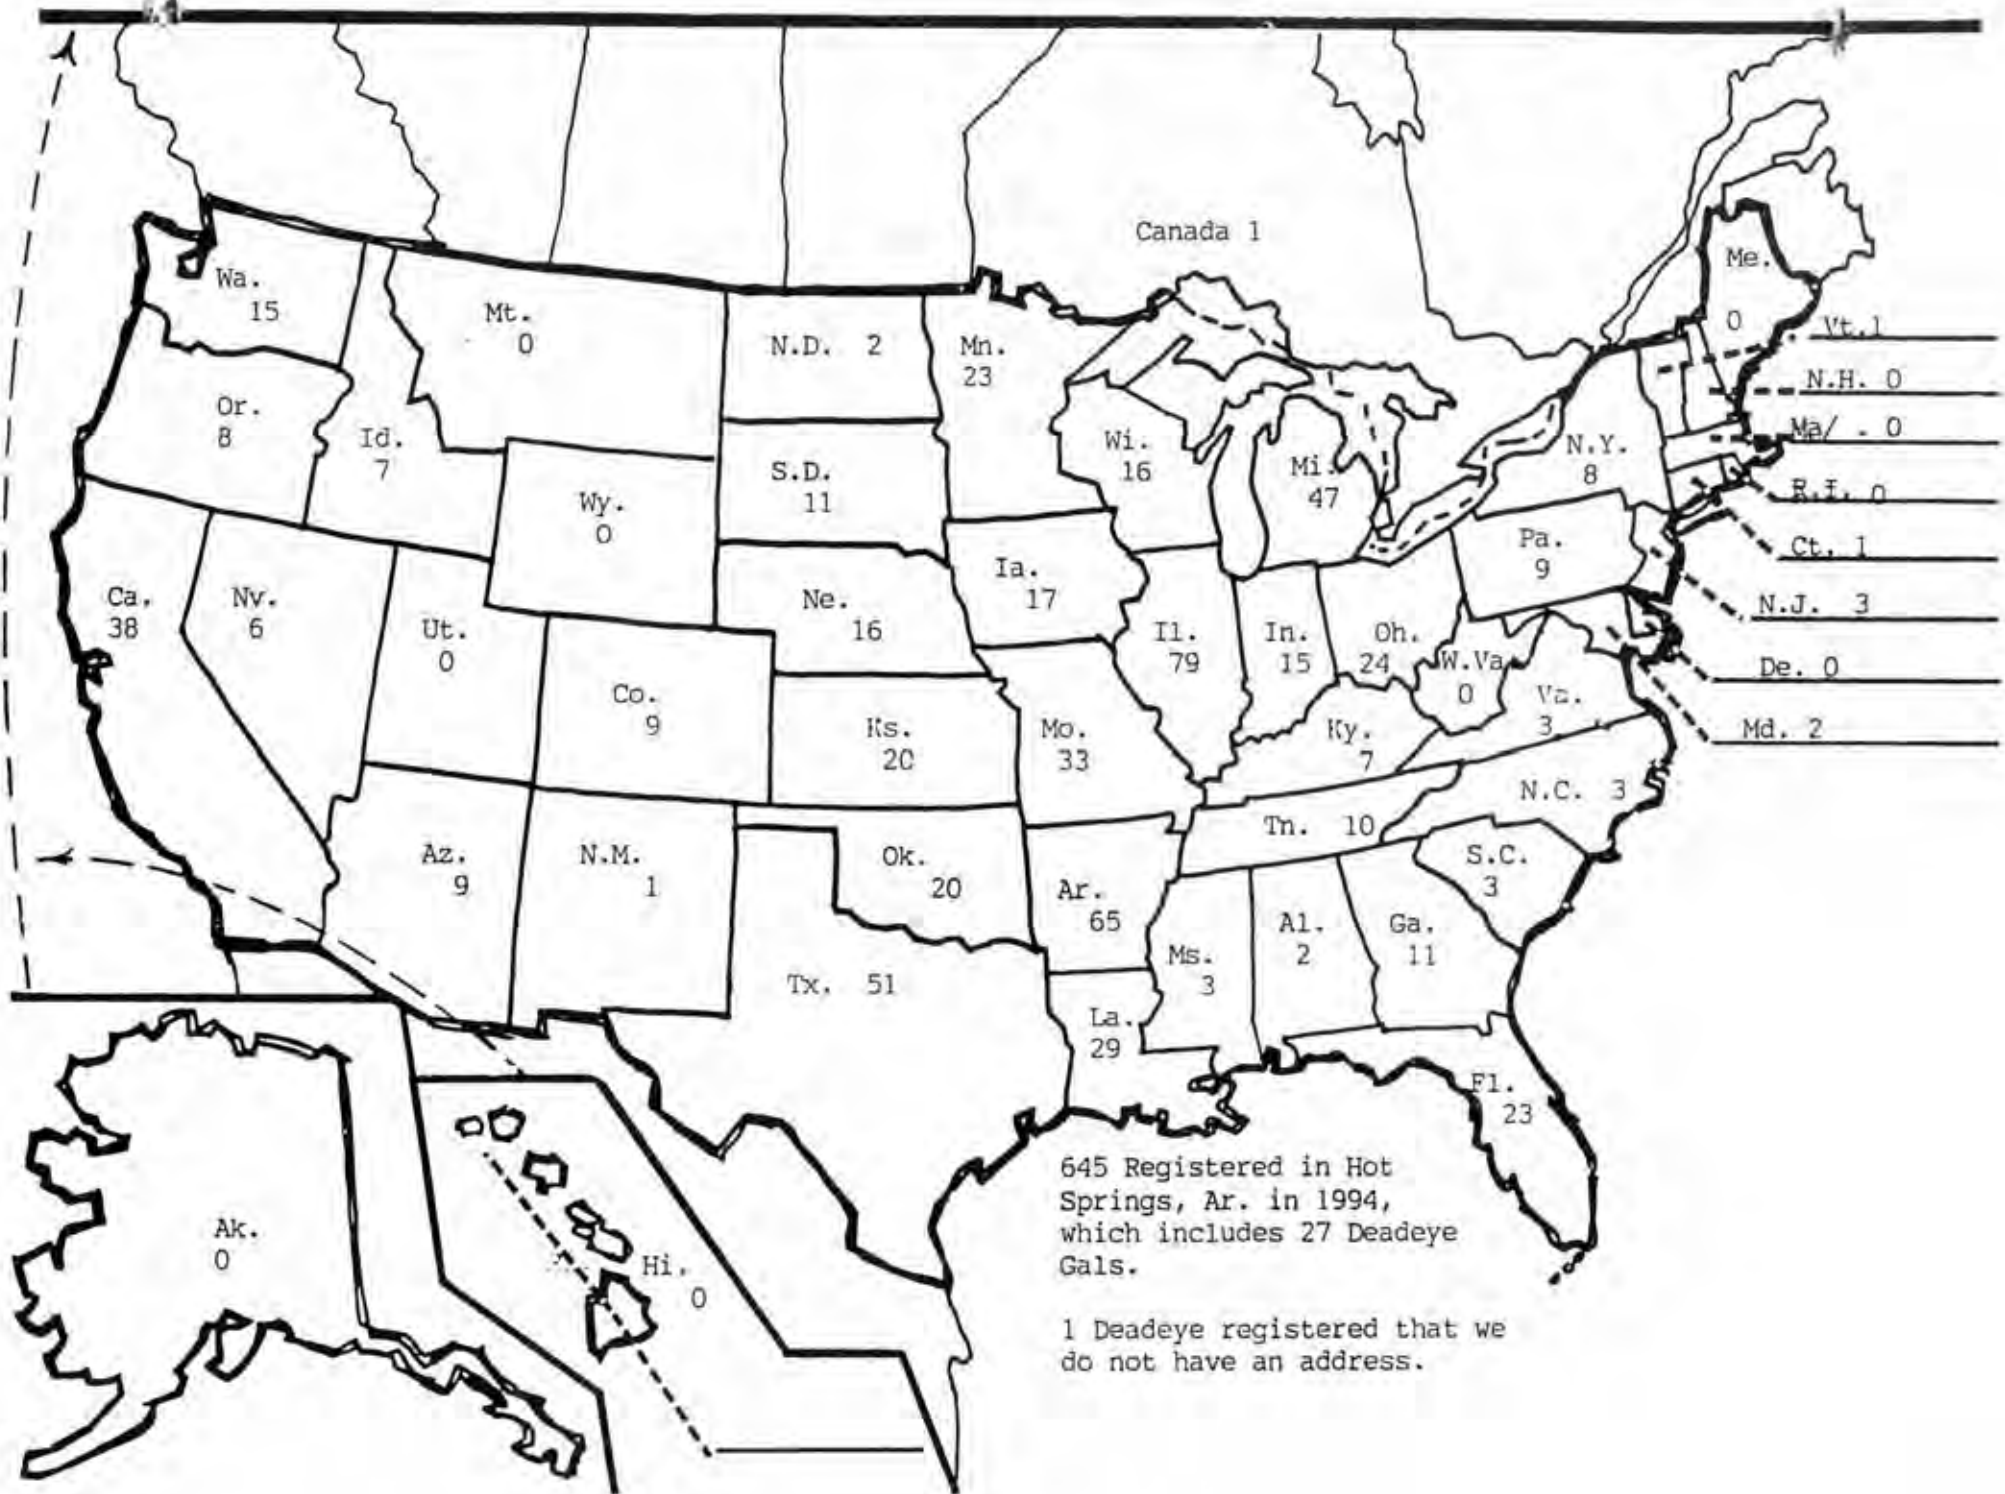 Canada 1
Me.
0
Wa.
15
Mt.
0
N.D. 2
Mn.
23
Vt.1
N.H. 0
Ma/ . 0
R.I. 0
Ct. 1
N.J. 3
De. 0
Md. 2
Or.
8
Id.
7
Wy.
0
S.D.
11
Wi.
16
Mi.
47
N.Y.
8
Pa.
9
Ca.
38
Nv.
6
Ut.
0
Co.
9
Ne.
16
Ia.
17
Il.
79
In.
15
Oh.
24
W.Va
0
Va.
3
Ks.
20
Mo.
33
Ky.
7
N.C. 3
Tn. 10
S.C.
3
Az.
9
N.M.
1
Ok.
20
Ar.
65
Ms.
3
Al.
2
Ga.
11
Tx. 51
La.
29
Fl.
23
Ak.
0
Hi.
0
645 Registered in Hot
Springs, Ar. in 1994,
which includes 27 Deadeye
Gals.
1 Deadeye registered that we
do not have an address.